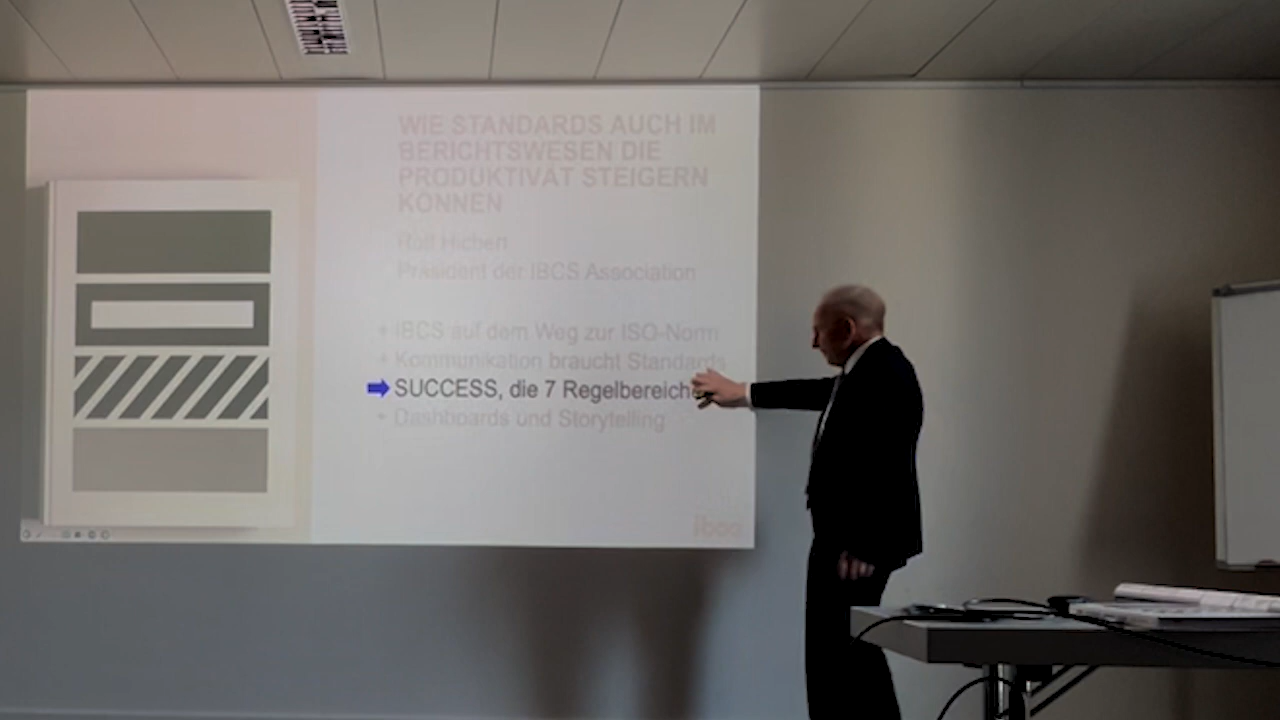 WIE STANDARDS AUCH IM
BERICHTSWESEN DIE
PRODUKTIVÄT STEIGERN
KÖNNEN
Rolf Hichert
Präsident der IBCS Association
+ IBCS auf dem Weg zur ISO-Norm
+ Kommunikation braucht Standards
SUCCESS, die 7 Regelbereiche
+ Dashboards und Storytelling